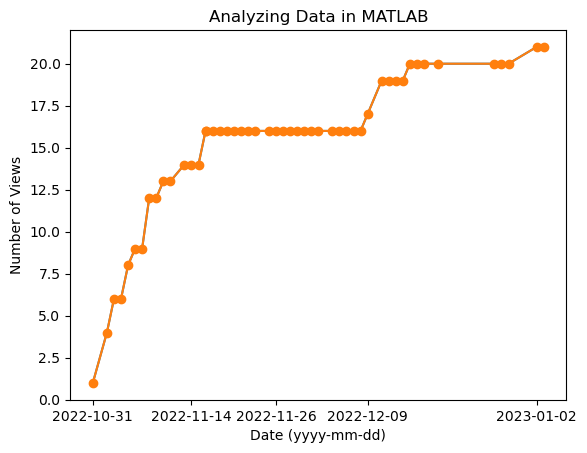 Analyzing Data in MATLAB
Number of Views
20.0
17.5
15.0
12.5
10.0
7.5
5.0
2.5
0.0
2022-10-31 2022-11-14 2022-11-26 2022-12-09 2023-01-02
Date (yyyy-mm-dd)